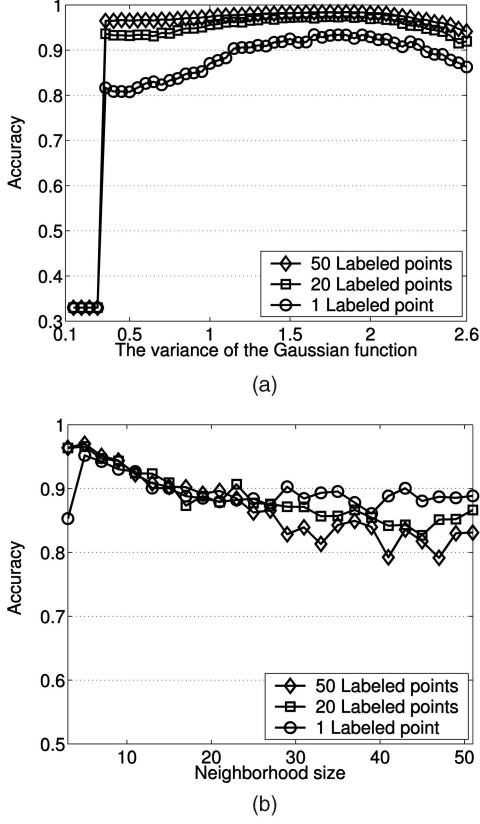 1
0.9
0.8
0.7
0.6
0.5
0.4
0.3
Accuracy
50 Labeled points
20 Labeled points
1 Labeled point
0.1 0.5 1 1.5 2 2.6
The variance of the Gaussian function
(a)
1
0.9
0.8
0.7
0.6
0.5
Accuracy
50 Labeled points
20 Labeled points
1 Labeled point
10 20 30 40 50
Neighborhood size
(b)